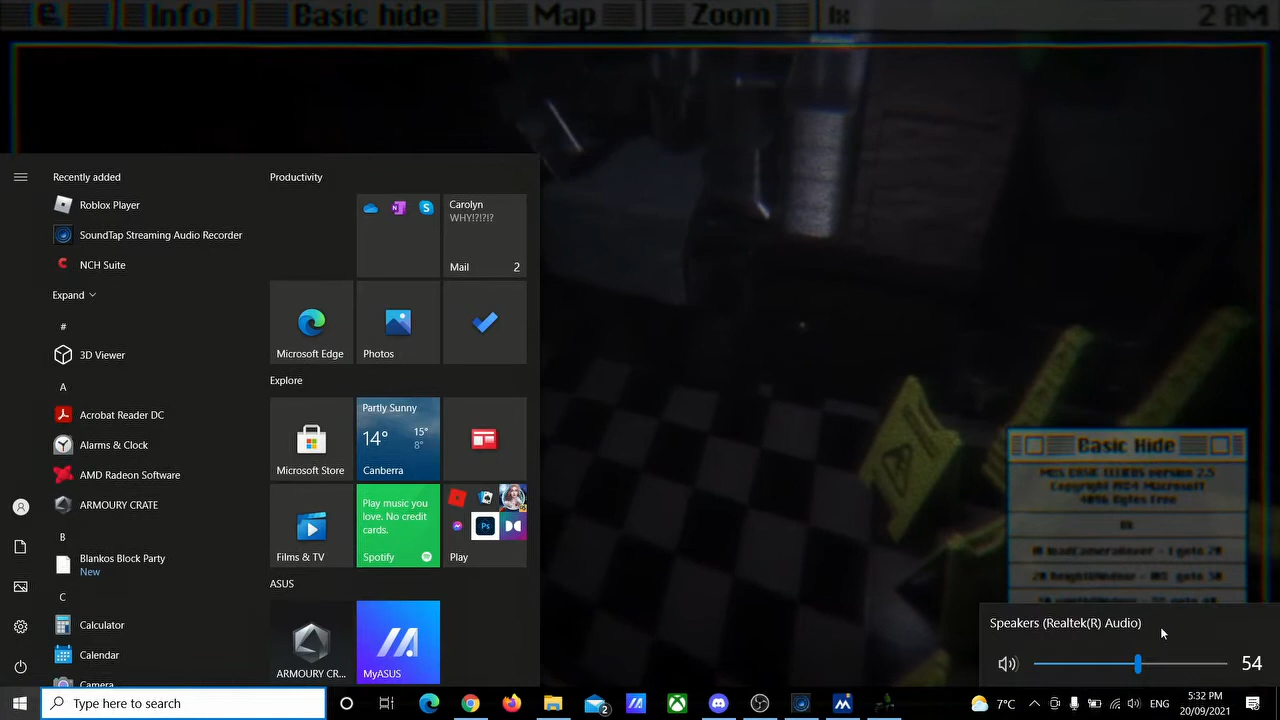 Info
Basic hide
Map
Zoom
2 AM
Recently added
Roblox Player
SoundTap Streaming Audio Recorder
NCH Suite
Expand
#
3D Viewer
A
Acrobat Reader DC
Alarms & Clock
AMD Radeon Software
ARMOURY CRATE
B
Blankos Block Party
New
C
Calculator
Calendar
Camera
Productivity
Carolyn
WHY!?!?!?
Mail 2
Microsoft Edge
Photos
Explore
Microsoft Store
Partly Sunny
14° 15°
8°
Canberra
Films & TV
Play music you
love. No credit
cards.
Spotify
Ps
Play
ASUS
ARMOURY CR...
MyASUS
Basic Hide
Speakers (Realtek(R) Audio)
54
Type here to search
2
7°C
ENG
5:32 PM
20/09/2021